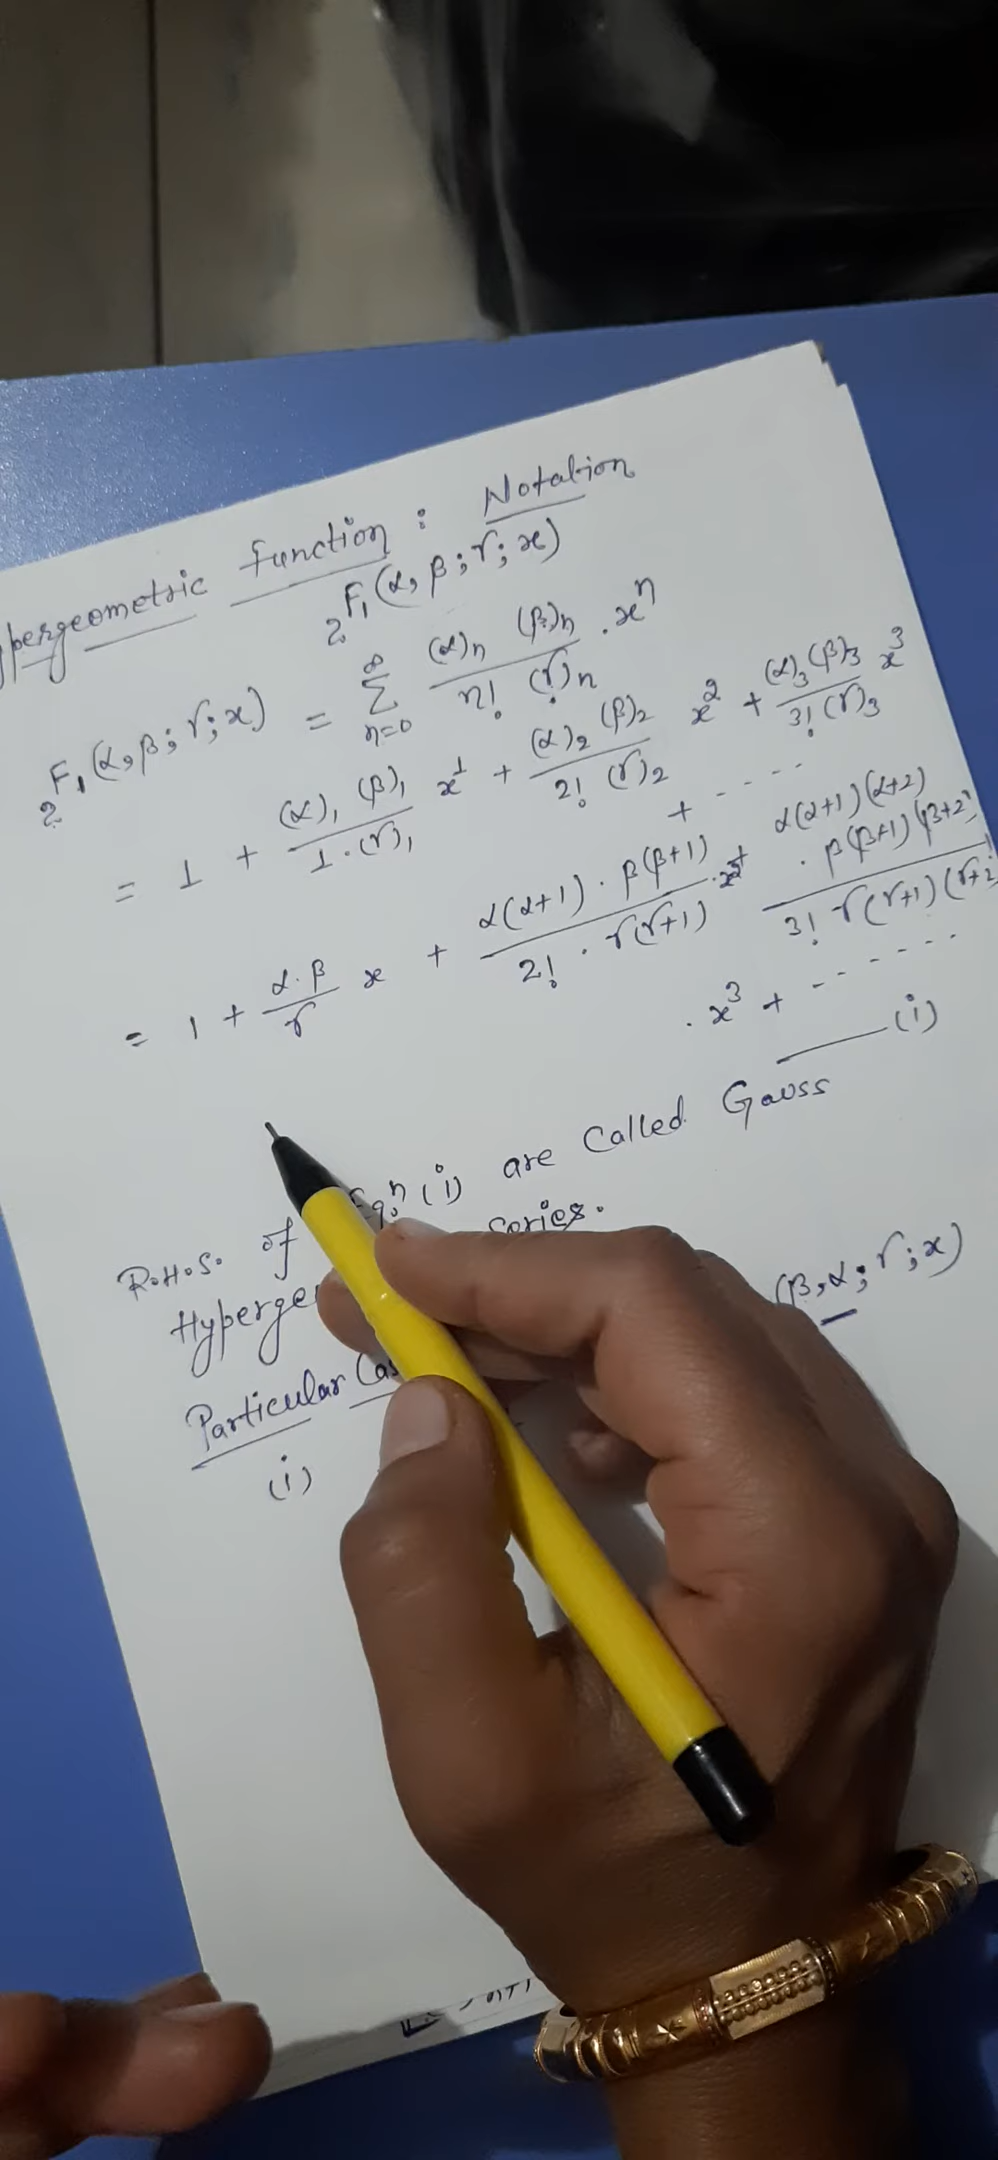 pergeometric function : Notation
₂F₁(α, β ; γ ; x)
₂F₁(α, β ; γ ; x) = ∞ Σ n=0 (α)n (β)n / n! (γ)n . xⁿ
= 1 + (α)₁ (β)₁ / 1 . (γ)₁ x¹ + (α)₂ (β)₂ / 2! (γ)₂ x² + (α)₃ (β)₃ / 3! (γ)₃ x³
+ - - - -
= 1 + α . β / γ x + α(α+1) . β(β+1) / 2! . γ(γ+1) . x² + α(α+1)(α+2) . β(β+1)(β+2) / 3! γ(γ+1)(γ+2
. x³ + - - - - - -
(i)
R.H.S. of Eqⁿ (i) are Called Gauss
Hyperge series.
(β, α ; γ ; x)
Particular Cas
(i)